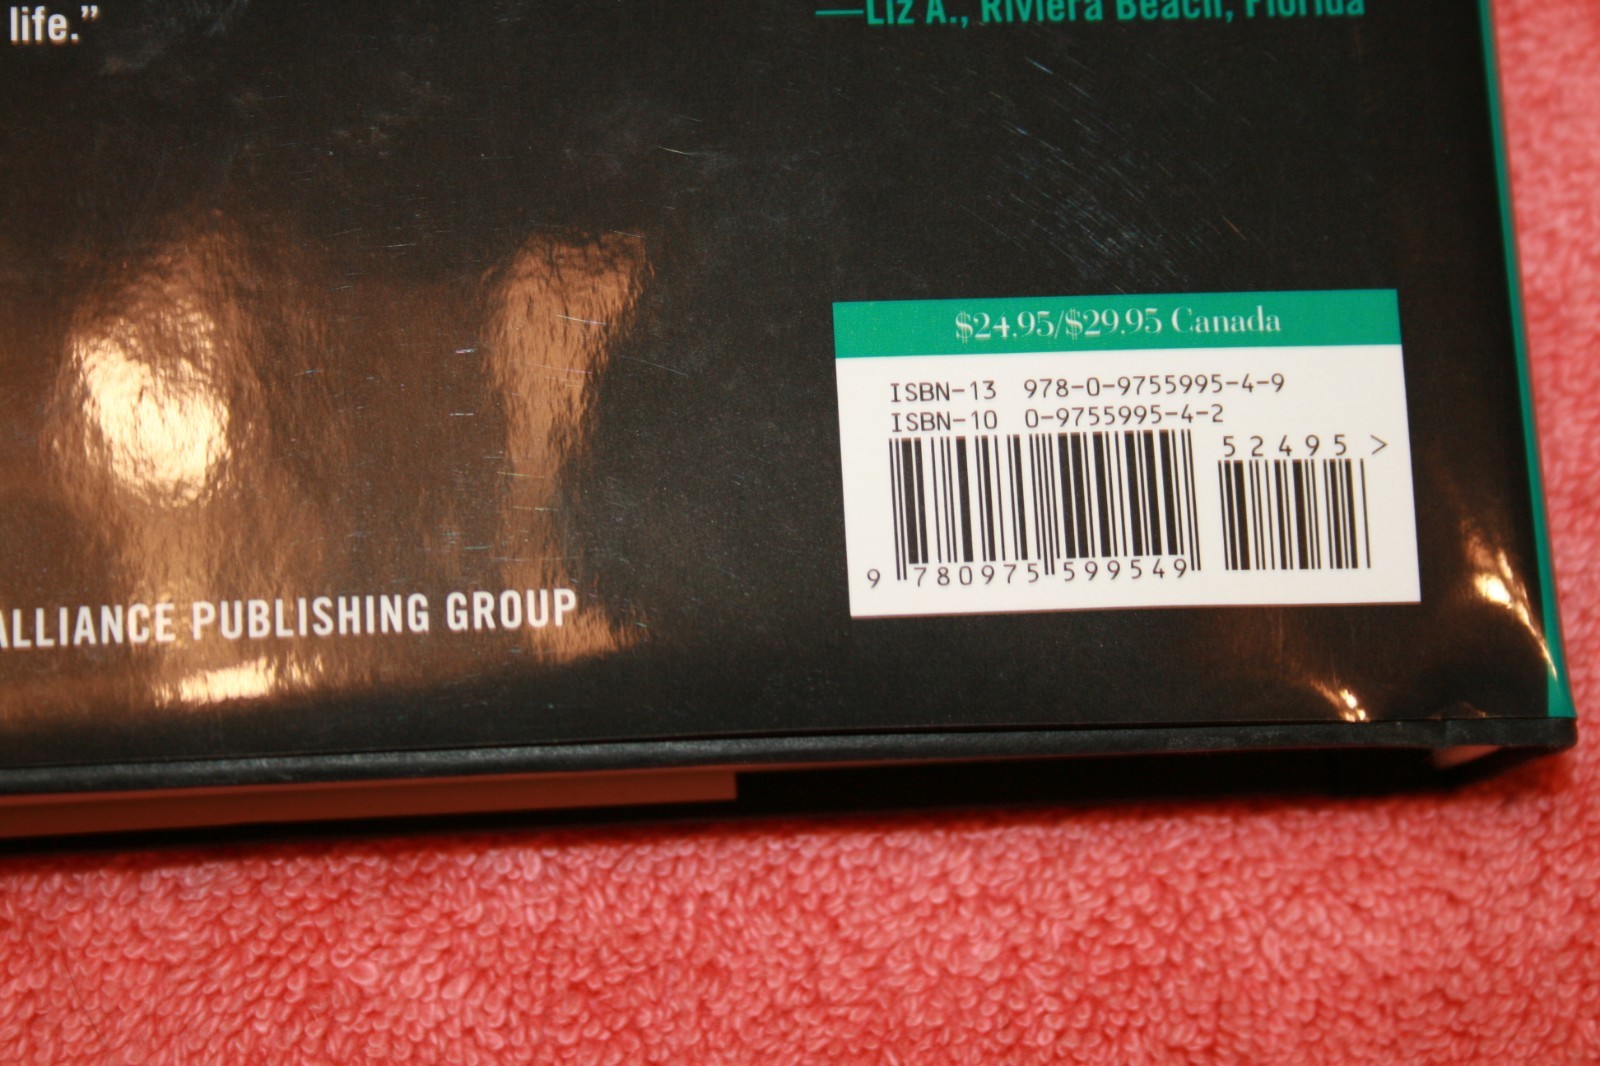 life.”
—Liz A., Riviera Beach, Florida
$24.95/$29.95 Canada
ISBN-13 978-0-9755995-4-9
ISBN-10 0-9755995-4-2
52495>
9 780975 599549
ALLIANCE PUBLISHING GROUP